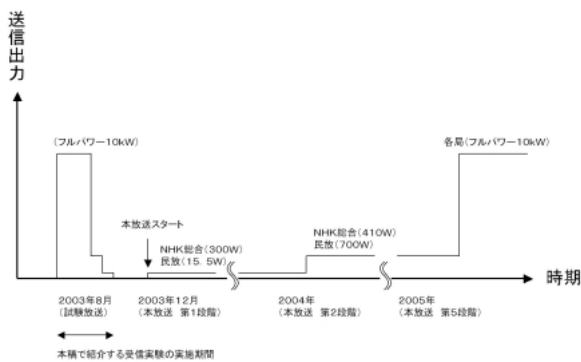 送信出力
(フルパワー10kW)
各局(フルパワー10kW)
本放送スタート
NHK総合(300W)
民放(15. 5W)
NHK総合(410W)
民放(700W)
時期
2003年8月
(試験放送)
2003年12月
(本放送 第1段階)
2004年
(本放送 第2段階)
2005年
(本放送 第5段階)
本稿で紹介する受信実験の実施期間